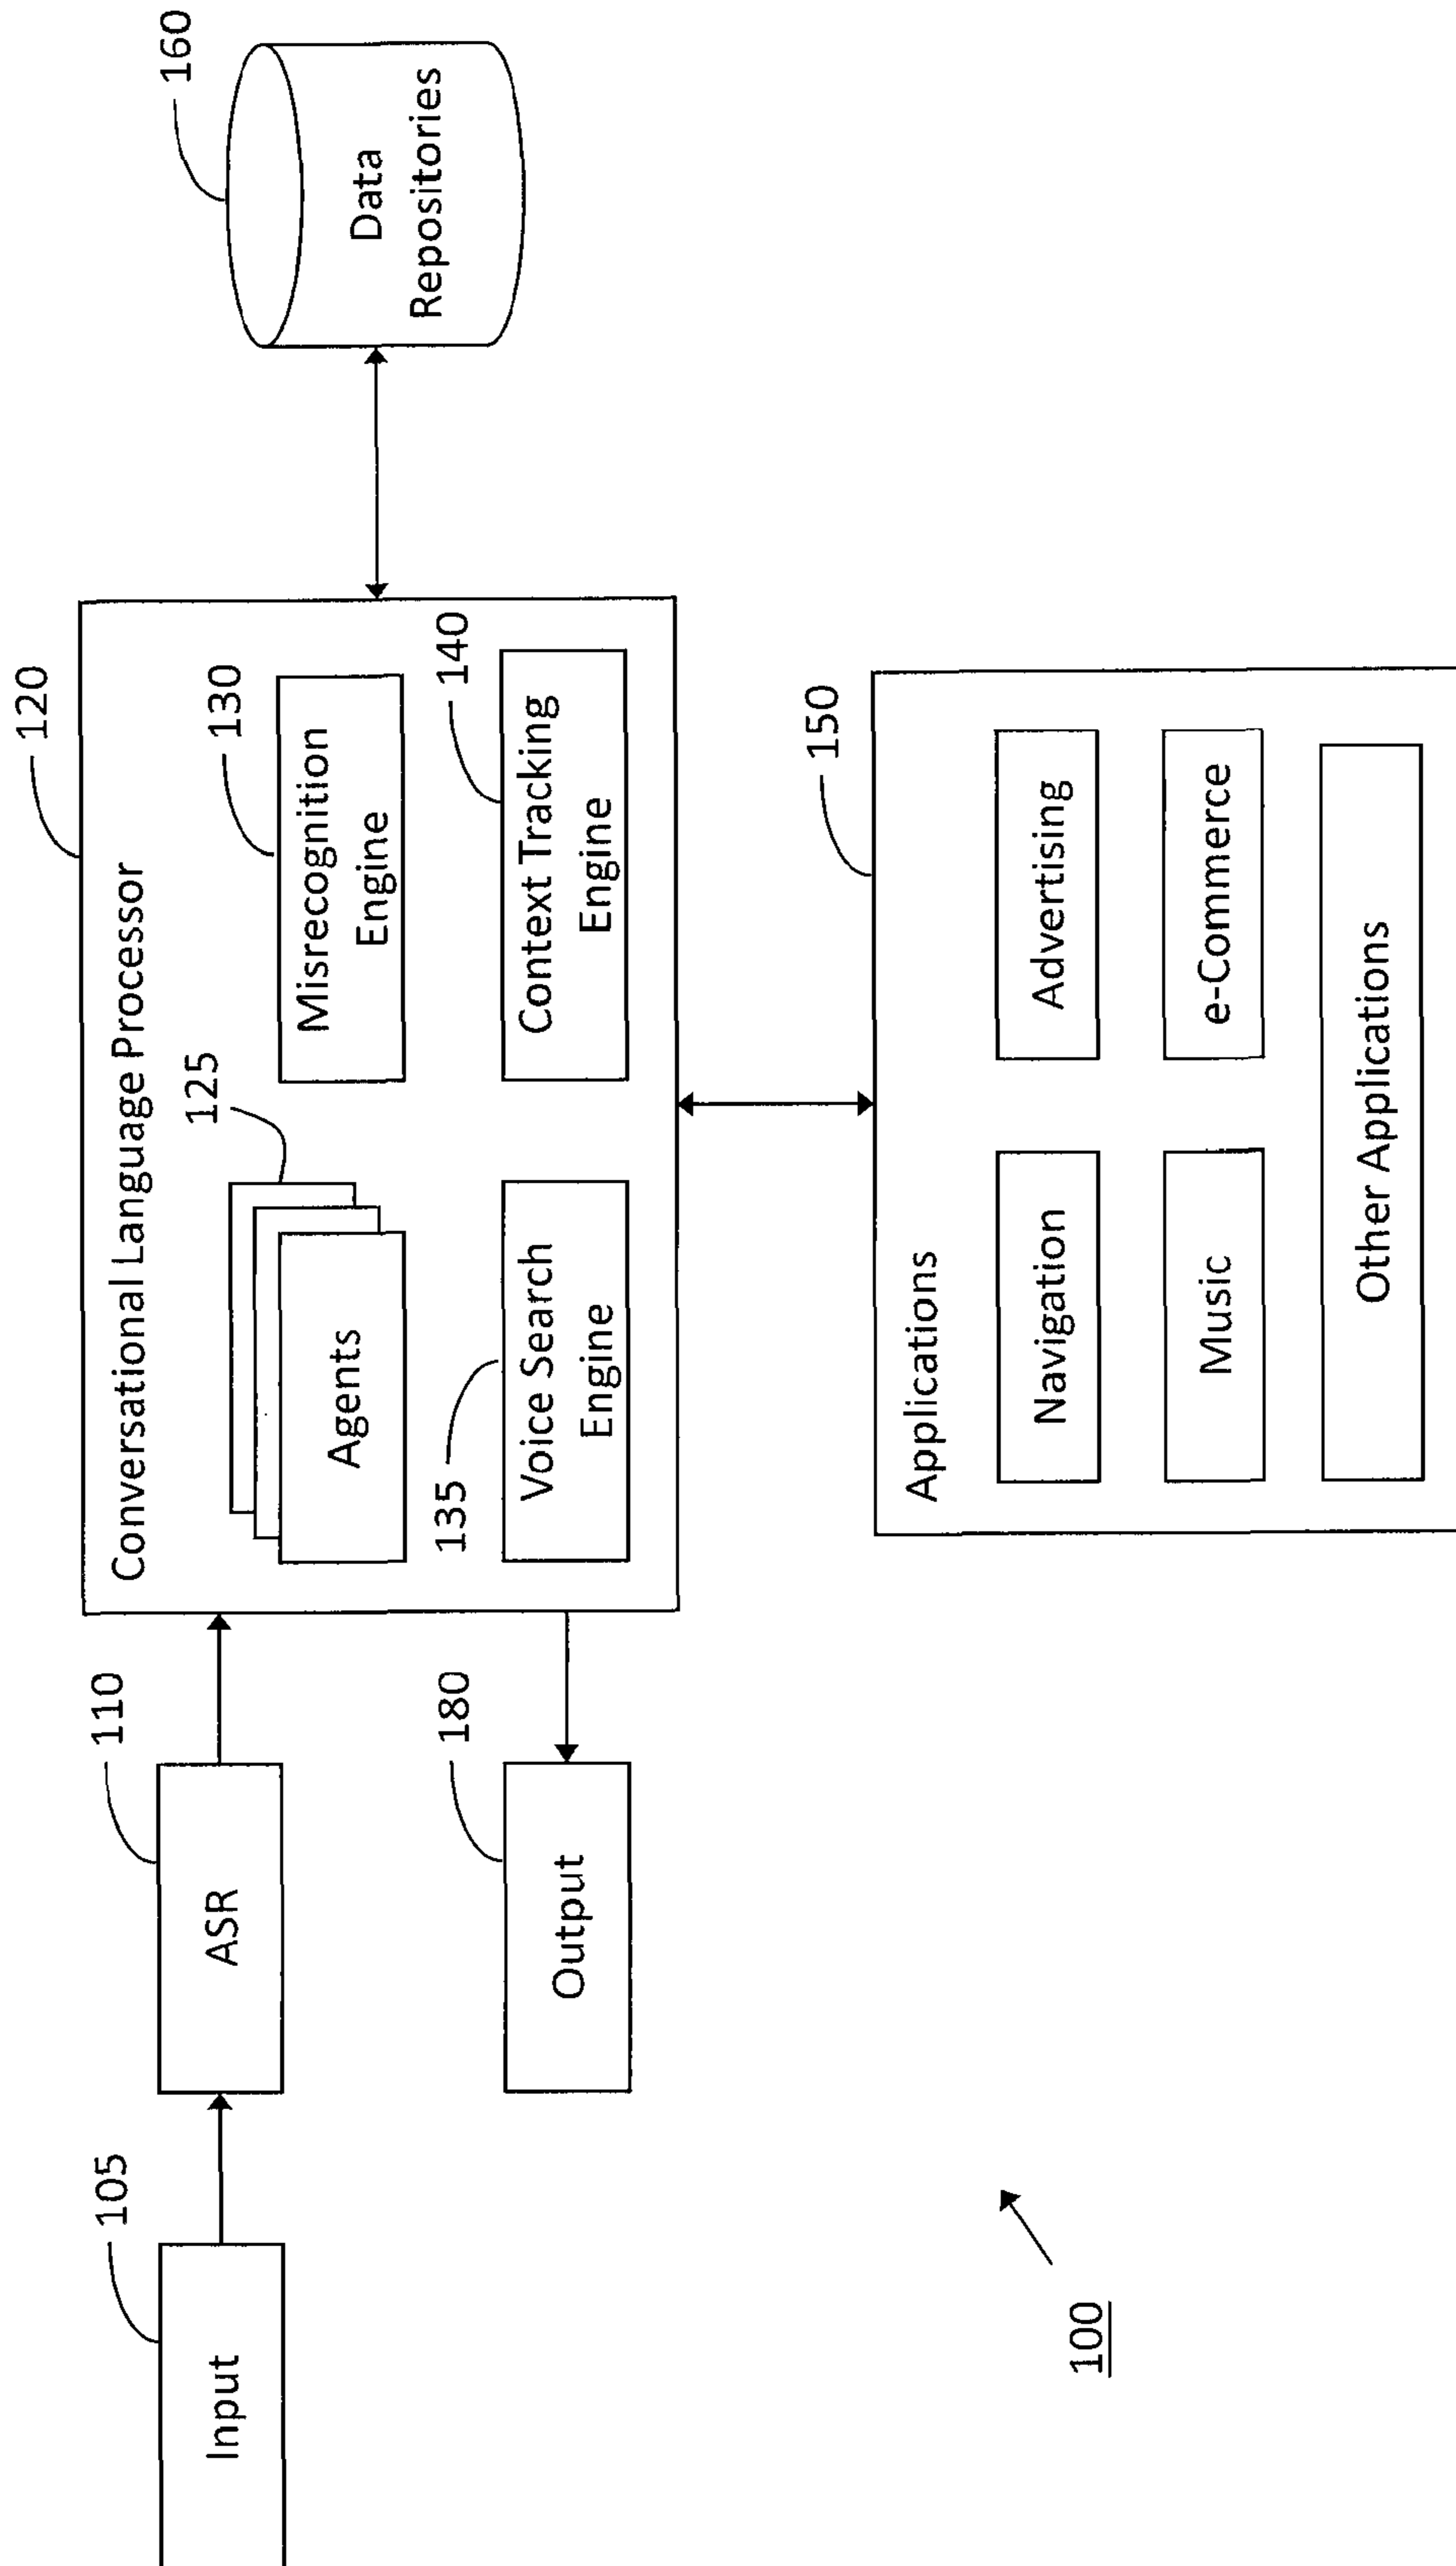 105
Input
110
ASR
180
Output
120
Conversational Language Processor
125
Agents
130
Misrecognition
Engine
135
Voice Search
Engine
140
Context Tracking
Engine
160
Data
Repositories
150
Applications
Navigation
Advertising
Music
e-Commerce
Other Applications
100